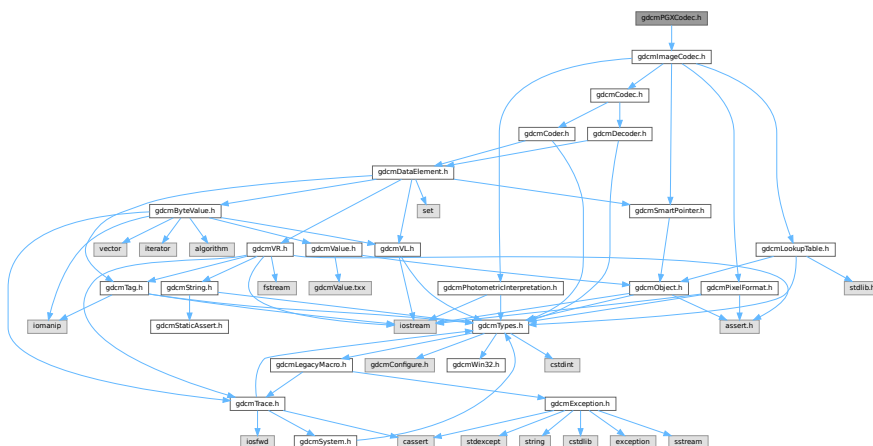 gdcmPGXCodec.h
gdcmImageCodec.h
gdcmCodec.h
gdcmCoder.h
gdcmDecoder.h
gdcmDataElement.h
gdcmByteValue.h
set
gdcmSmartPointer.h
vector
iterator
algorithm
gdcmVR.h
gdcmValue.h
gdcmVL.h
gdcmLookupTable.h
gdcmTag.h
gdcmString.h
fstream
gdcmValue.txx
gdcmPhotometricInterpretation.h
gdcmObject.h
gdcmPixelFormat.h
stdlib.h
iomanip
gdcmStaticAssert.h
iostream
gdcmTypes.h
assert.h
gdcmLegacyMacro.h
gdcmConfigure.h
gdcmWin32.h
cstdint
gdcmTrace.h
gdcmException.h
iosfwd
gdcmSystem.h
cassert
stdexcept
string
cstdlib
exception
sstream